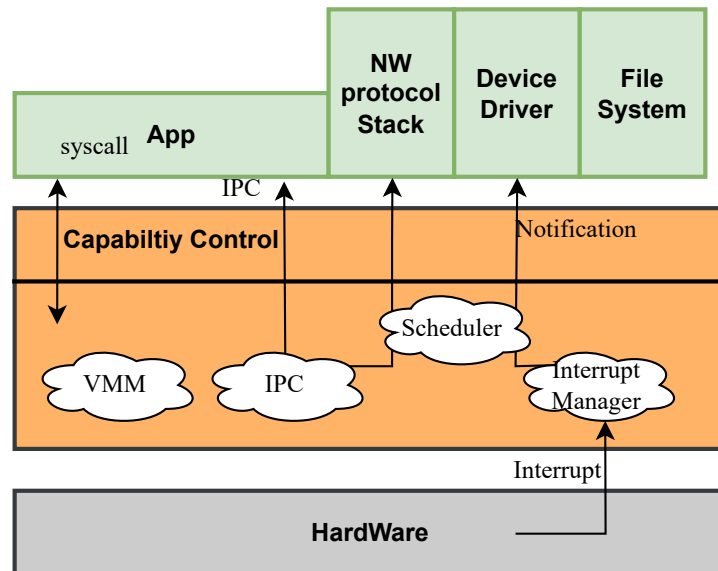 NW
protocol
Stack
Device
Driver
File
System
App
syscall
IPC
Capabiltiy Control
Notification
Scheduler
VMM
IPC
Interrupt
Manager
Interrupt
HardWare